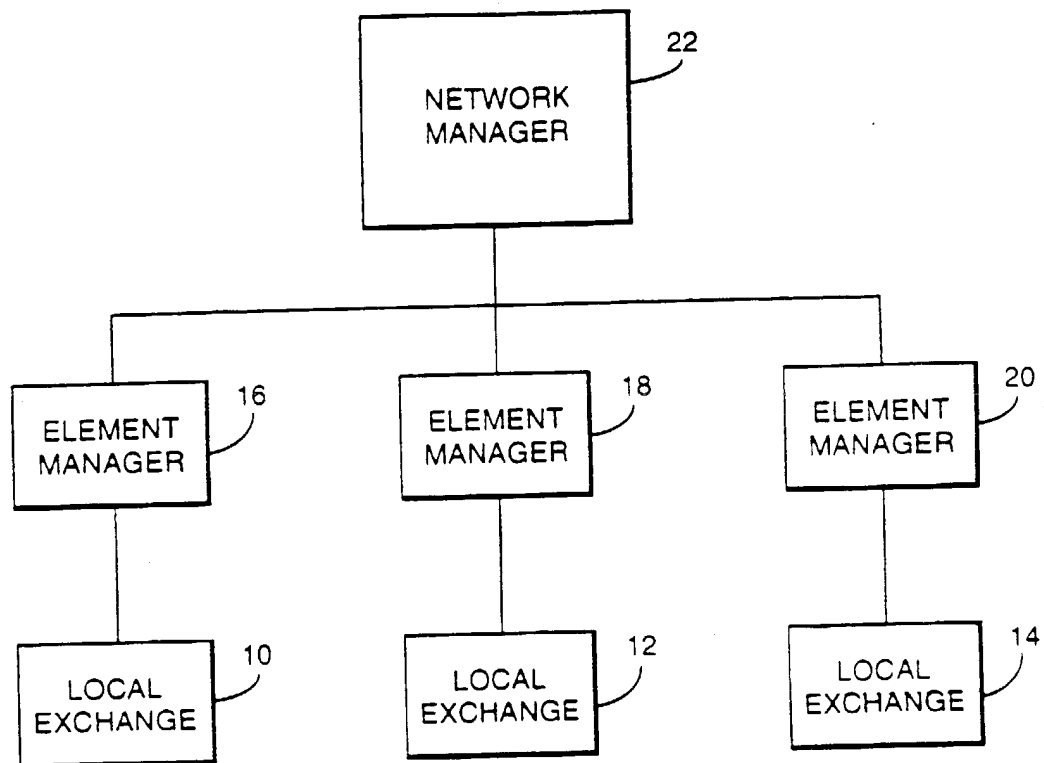 22
NETWORK
MANAGER
16
ELEMENT
MANAGER
18
ELEMENT
MANAGER
20
ELEMENT
MANAGER
10
LOCAL
EXCHANGE
12
LOCAL
EXCHANGE
14
LOCAL
EXCHANGE